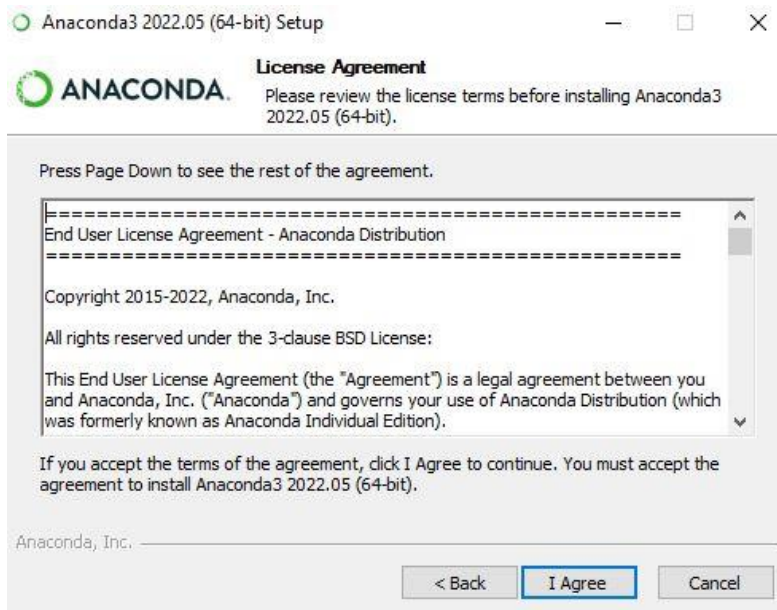 Anaconda3 2022.05 (64-bit) Setup
ANACONDA.
License Agreement
Please review the license terms before installing Anaconda3
2022.05 (64-bit).
Press Page Down to see the rest of the agreement.
====================================================
End User License Agreement - Anaconda Distribution
====================================================
Copyright 2015-2022, Anaconda, Inc.
All rights reserved under the 3-clause BSD License:
This End User License Agreement (the "Agreement") is a legal agreement between you
and Anaconda, Inc. ("Anaconda") and governs your use of Anaconda Distribution (which
was formerly known as Anaconda Individual Edition).
If you accept the terms of the agreement, click I Agree to continue. You must accept the
agreement to install Anaconda3 2022.05 (64-bit).
Anaconda, Inc.
< Back
I Agree
Cancel